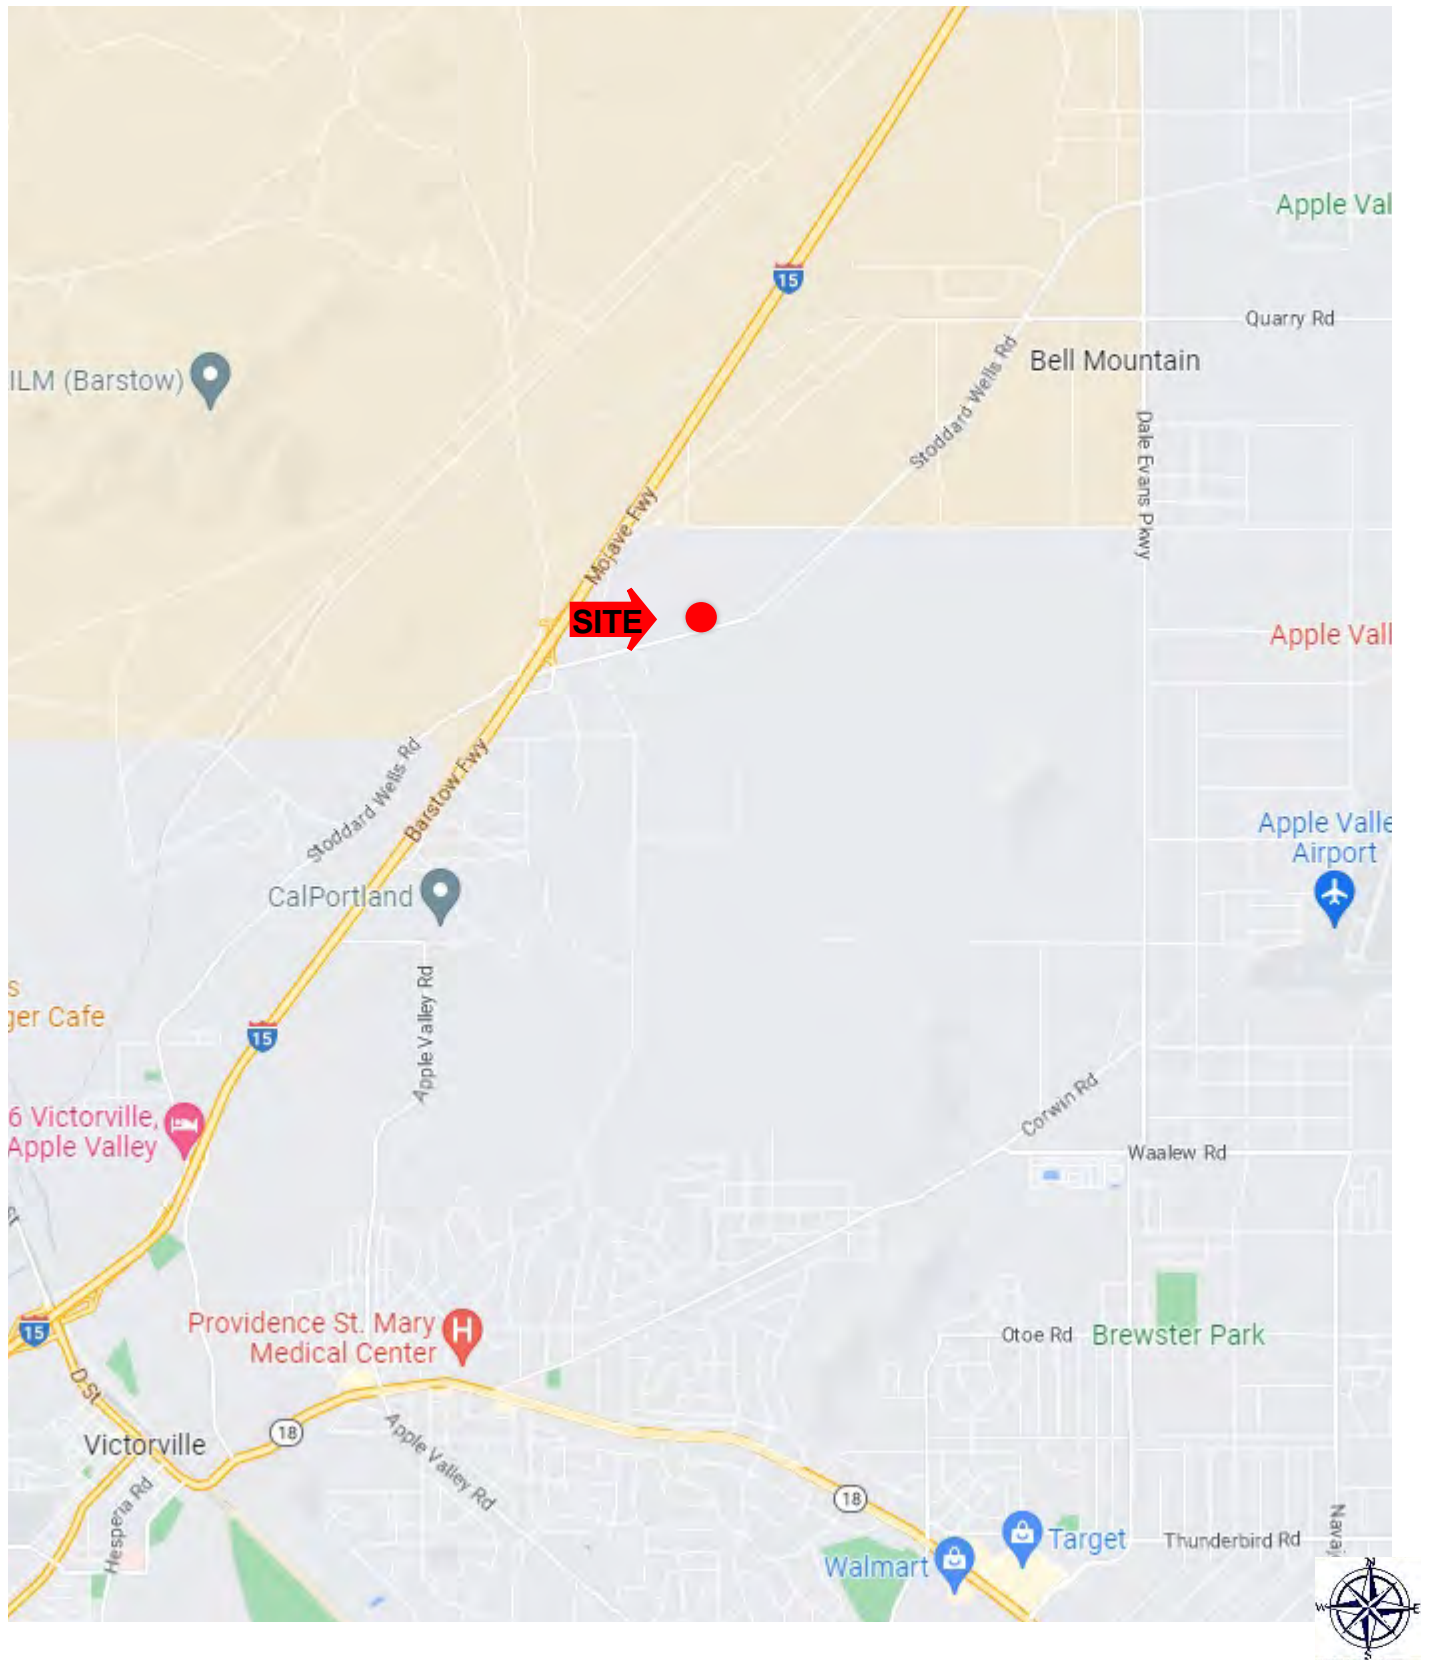 Apple Val
15
Quarry Rd
Bell Mountain
ILM (Barstow)
Stoddard Wells Rd
Dale Evans Pkwy
Mojave Fwy
SITE
Apple Vall
Stoddard Wells Rd
Barstow Fwy
Apple Valle
Airport
CalPortland
Apple Valley Rd
s
ger Cafe
15
Corwin Rd
6 Victorville,
Apple Valley
Waalew Rd
15
Providence St. Mary
Medical Center
H
Otoe Rd
Brewster Park
D St
Victorville
18
Apple Valley Rd
Hesperia Rd
18
Walmart
Target
Thunderbird Rd
Navaj
N
W
E
S